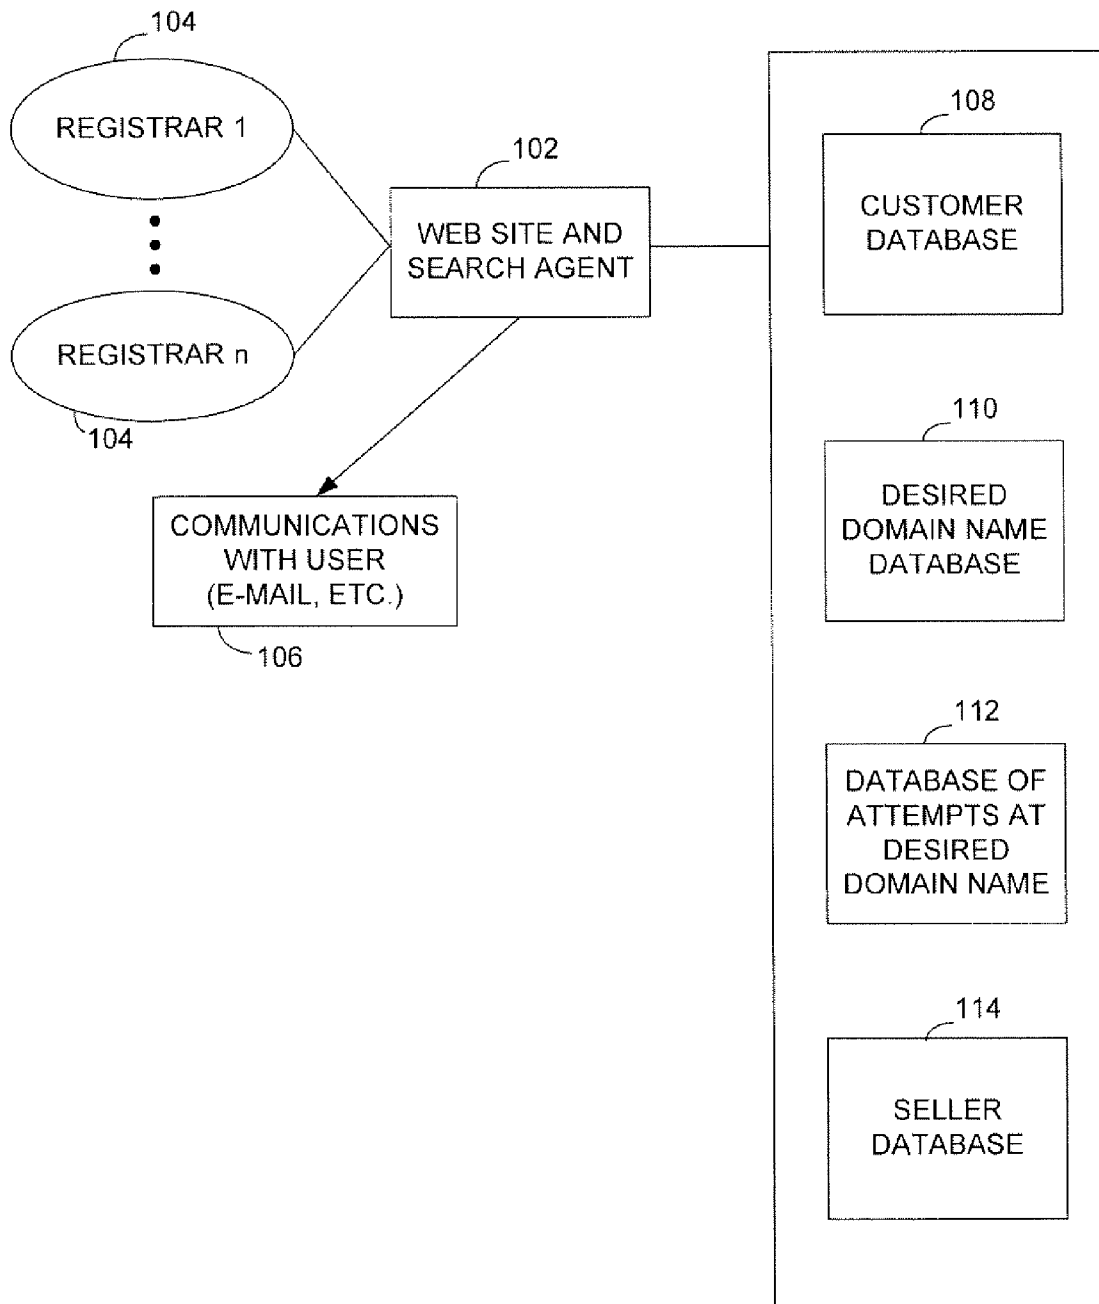 104
REGISTRAR 1
REGISTRAR n
104
102
WEB SITE AND
SEARCH AGENT
COMMUNICATIONS
WITH USER
(E-MAIL, ETC.)
106
108
CUSTOMER
DATABASE
110
DESIRED
DOMAIN NAME
DATABASE
112
DATABASE OF
ATTEMPTS AT
DESIRED
DOMAIN NAME
114
SELLER
DATABASE